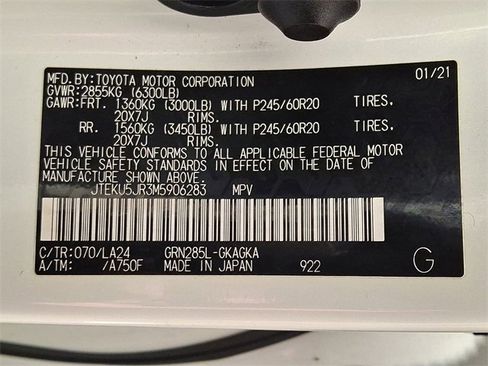 MFD.BY:TOYOTA MOTOR CORPORATION 01/21
GVWR:2855KG (6300LB)
GAWR:FRT. 1360KG (3000LB) WITH P245/60R20 TIRES.
20X7J RIMS.
RR. 1560KG (3450LB) WITH P245/60R20 TIRES.
20X7J RIMS.
THIS VEHICLE CONFORMS TO ALL APPLICABLE FEDERAL MOTOR
VEHICLE SAFETY STANDARDS IN EFFECT ON THE DATE OF
MANUFACTURE SHOWN ABOVE.
JTEKU5JR3M5906283 MPV
C/TR:070/LA24 GRN285L-GKAGKA
A/TM: /A750F MADE IN JAPAN 922 G